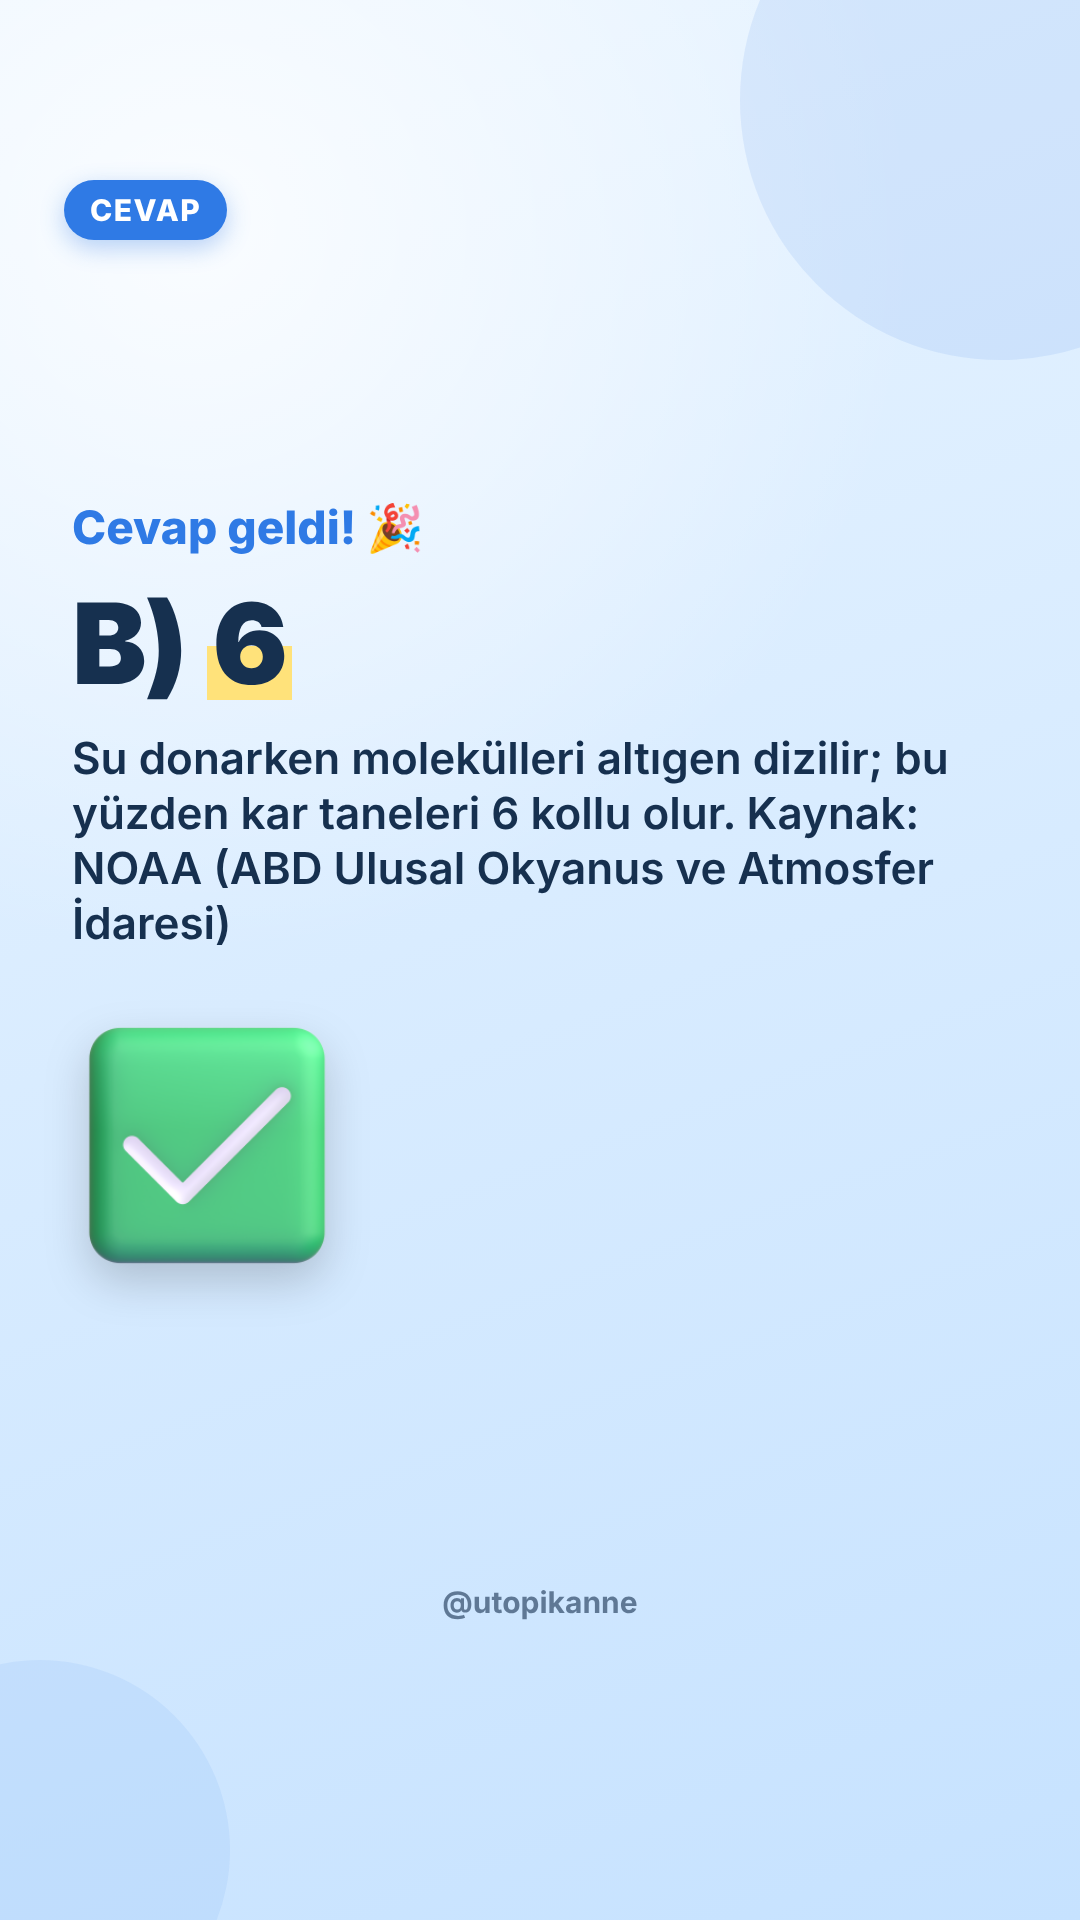 CEVAP
Cevap geldi! 🎉
B) 6
Su donarken molekülleri altıgen dizilir; bu
yüzden kar taneleri 6 kollu olur. Kaynak:
NOAA (ABD Ulusal Okyanus ve Atmosfer
İdaresi)
@utopikanne